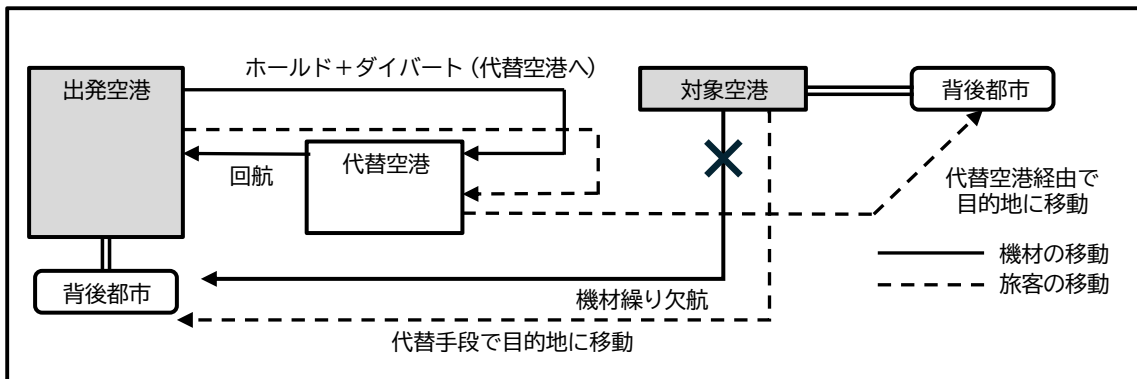 ホールド＋ダイバート（代替空港へ）
出発空港
対象空港
背後都市
代替空港
回航
代替空港経由で
目的地に移動
機材の移動
旅客の移動
背後都市
機材繰り欠航
代替手段で目的地に移動